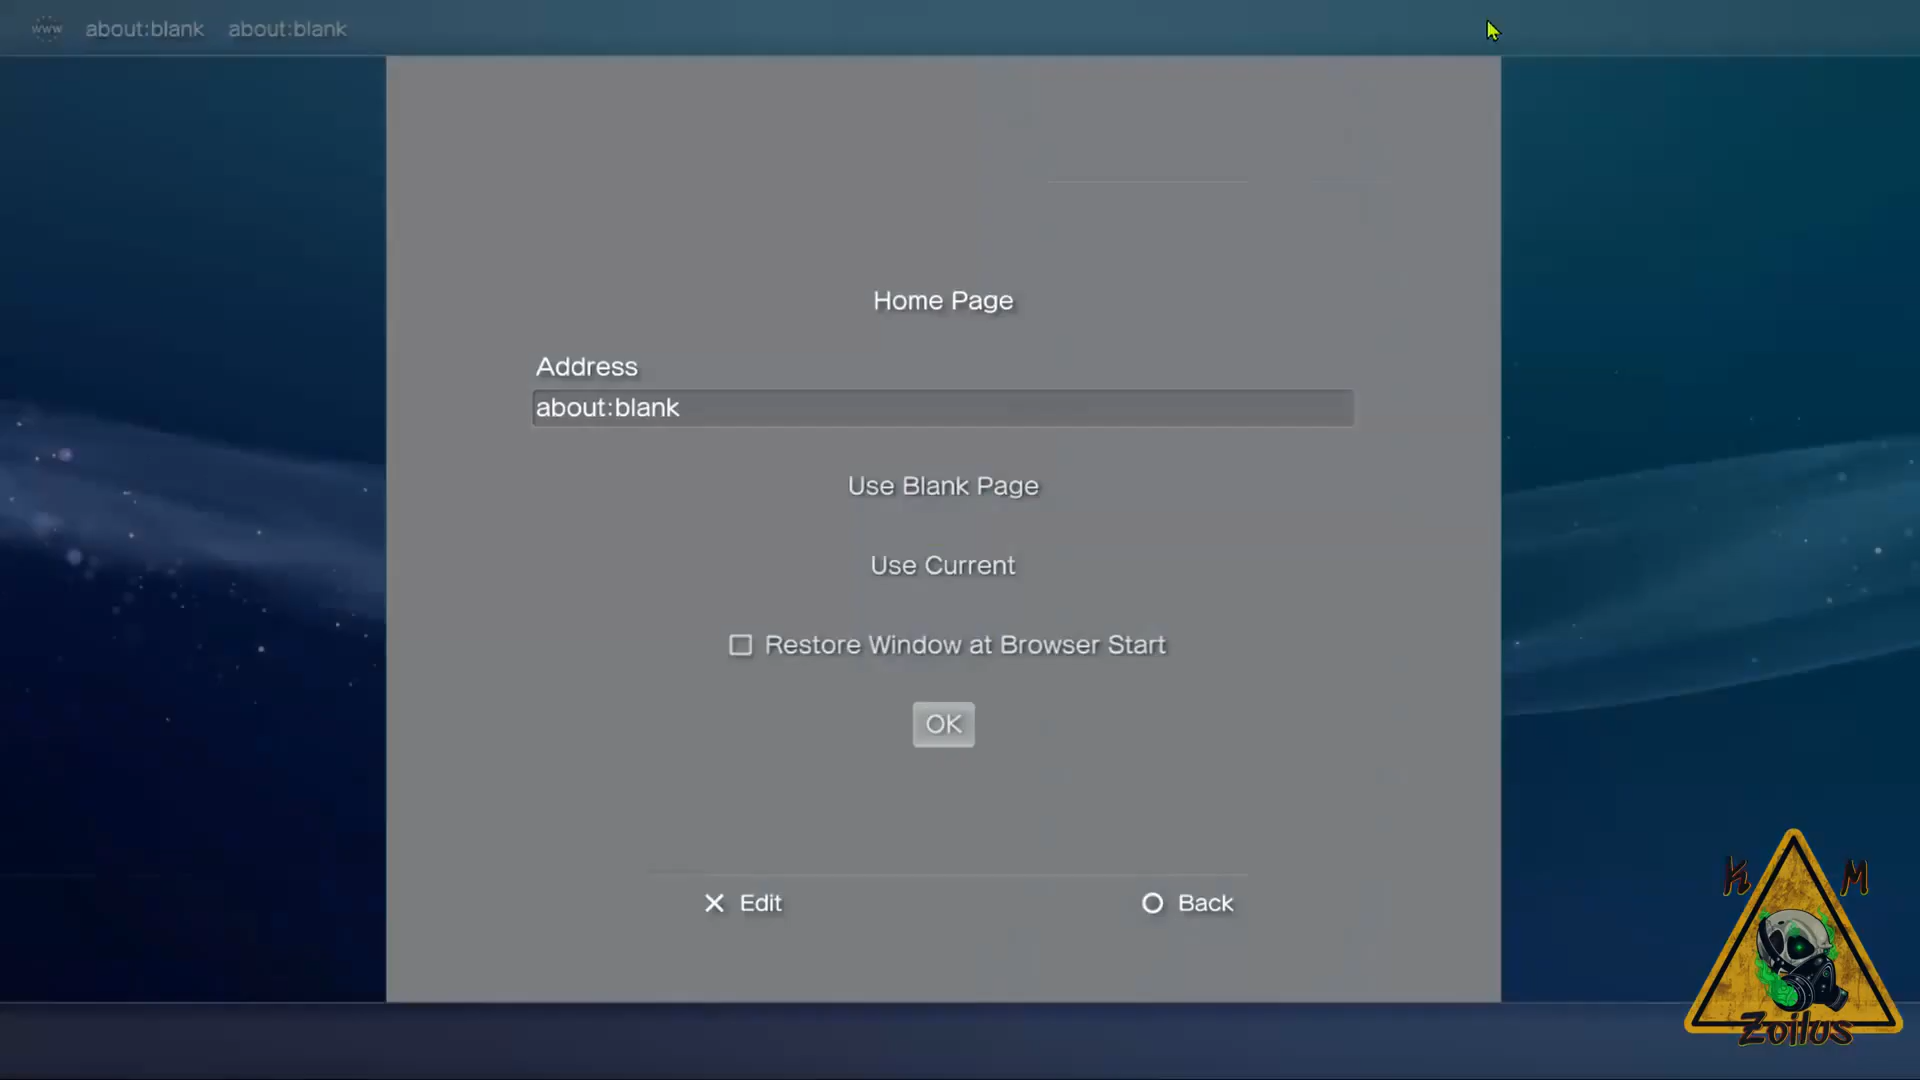 www about:blank about:blank
Home Page
Address
about:blank
Use Blank Page
Use Current
Restore Window at Browser Start
OK
Edit Back
K M
Zoilus